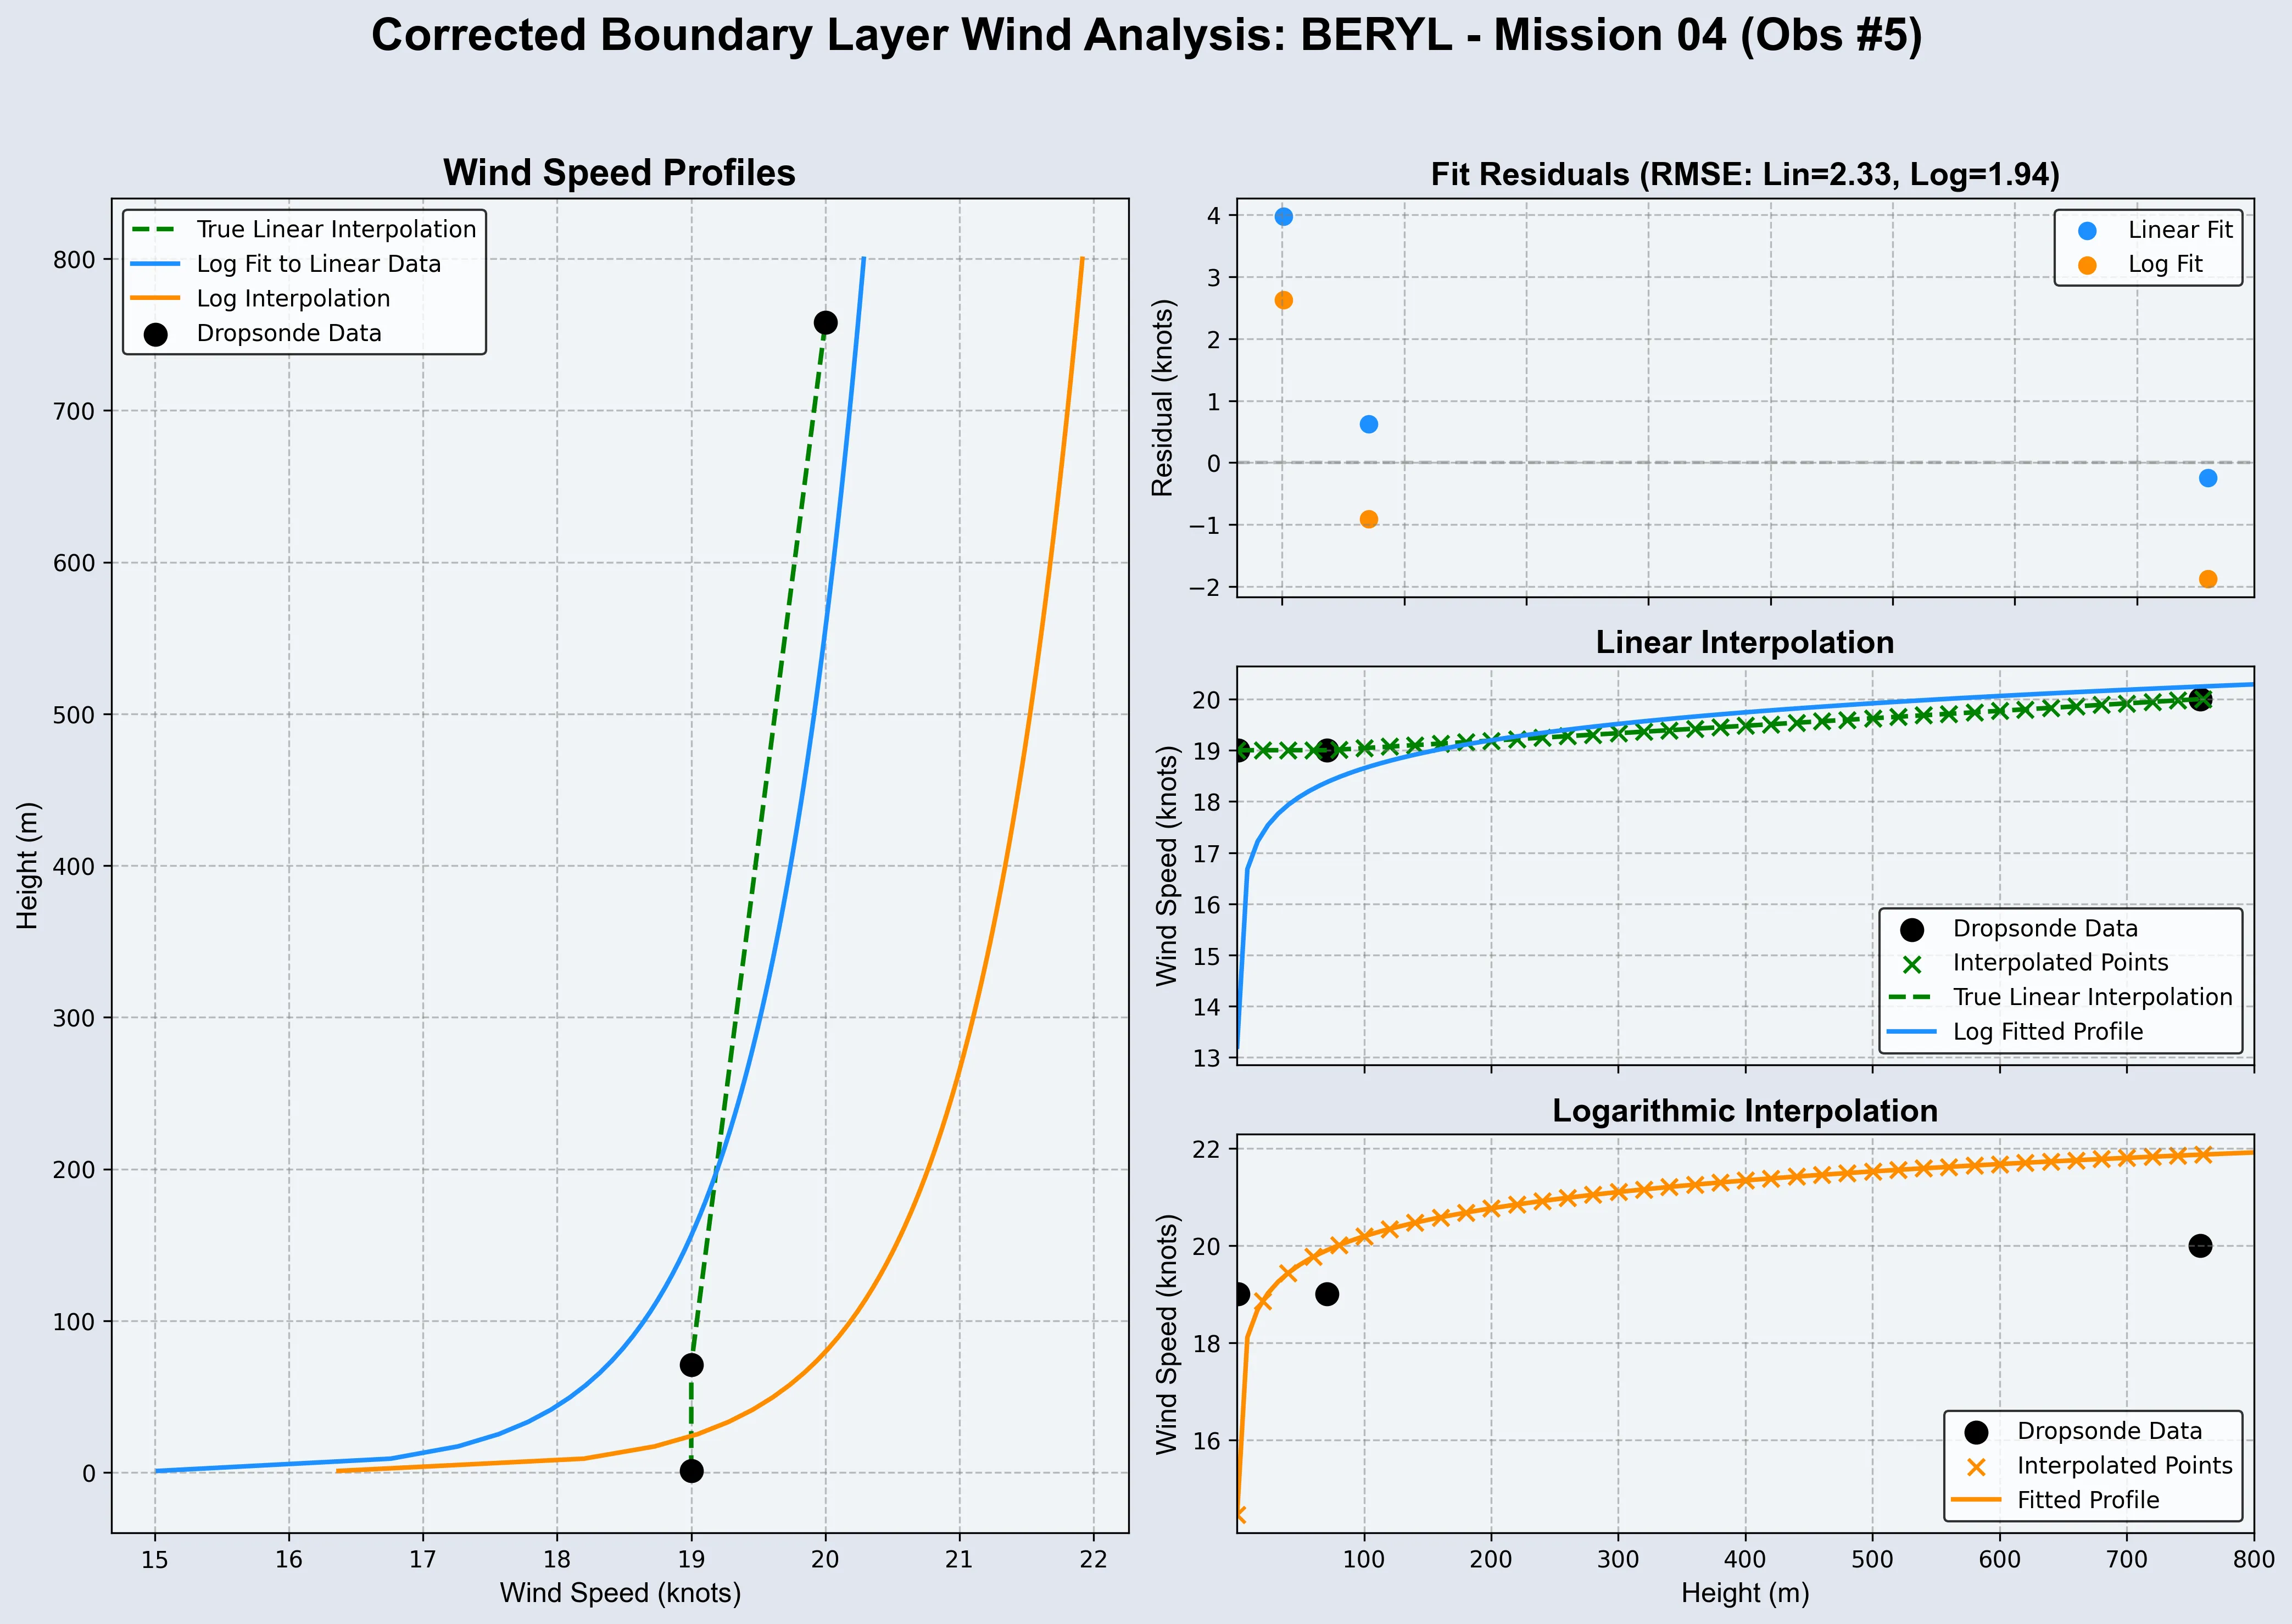 Corrected Boundary Layer Wind Analysis: BERYL - Mission 04 (Obs #5)
Wind Speed Profiles
True Linear Interpolation
Log Fit to Linear Data
Log Interpolation
Dropsonde Data
800
700
600
500
400
300
200
100
0
Height (m)
15 16 17 18 19 20 21 22
Wind Speed (knots)
Fit Residuals (RMSE: Lin=2.33, Log=1.94)
Linear Fit
Log Fit
4
3
2
1
0
−1
−2
Residual (knots)
Linear Interpolation
20
19
18
17
16
15
14
13
Wind Speed (knots)
Dropsonde Data
Interpolated Points
True Linear Interpolation
Log Fitted Profile
Logarithmic Interpolation
22
20
18
16
Wind Speed (knots)
Dropsonde Data
Interpolated Points
Fitted Profile
100 200 300 400 500 600 700 800
Height (m)